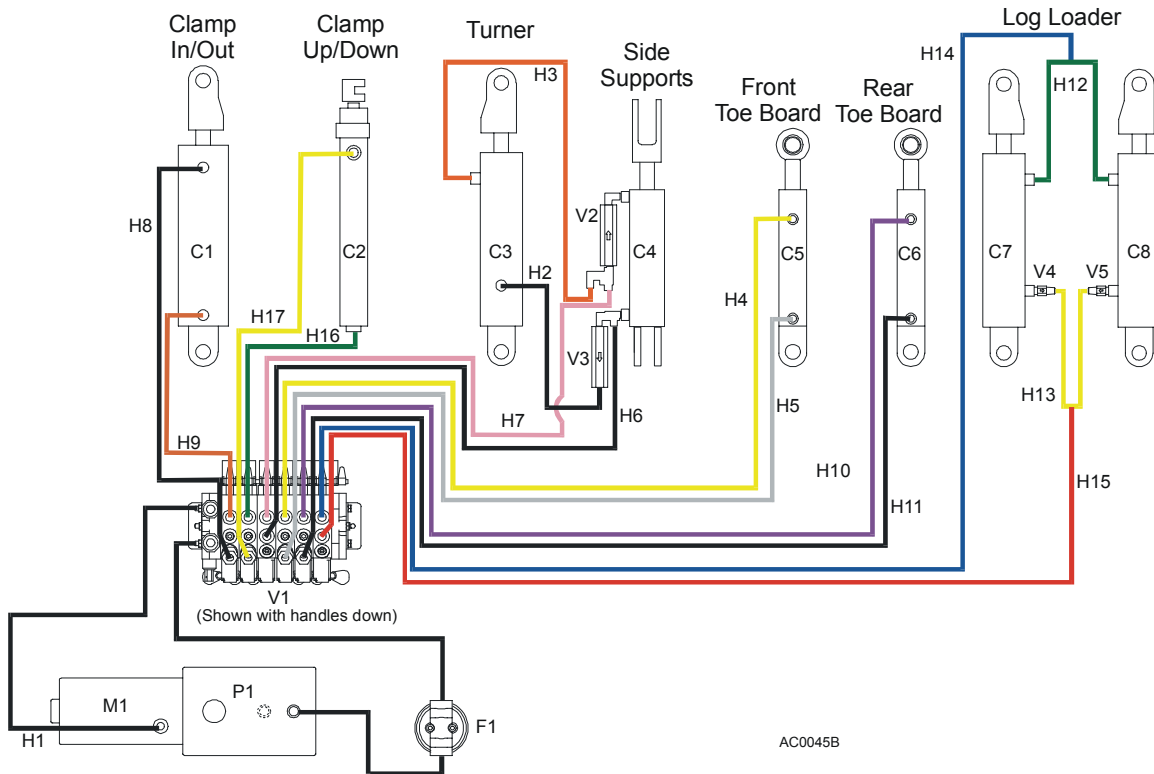 Clamp
In/Out
Clamp
Up/Down
Turner
Side
Supports
Front
Toe Board
Rear
Toe Board
Log Loader
H3
H14
H12
H8
V2
C1
C2
C3
H2
C4
C5
C6
C7
C8
V4
V5
H4
H17
H16
V3
H13
H7
H6
H5
H9
H10
H15
H11
V1
(Shown with handles down)
M1
P1
F1
H1
AC0045B